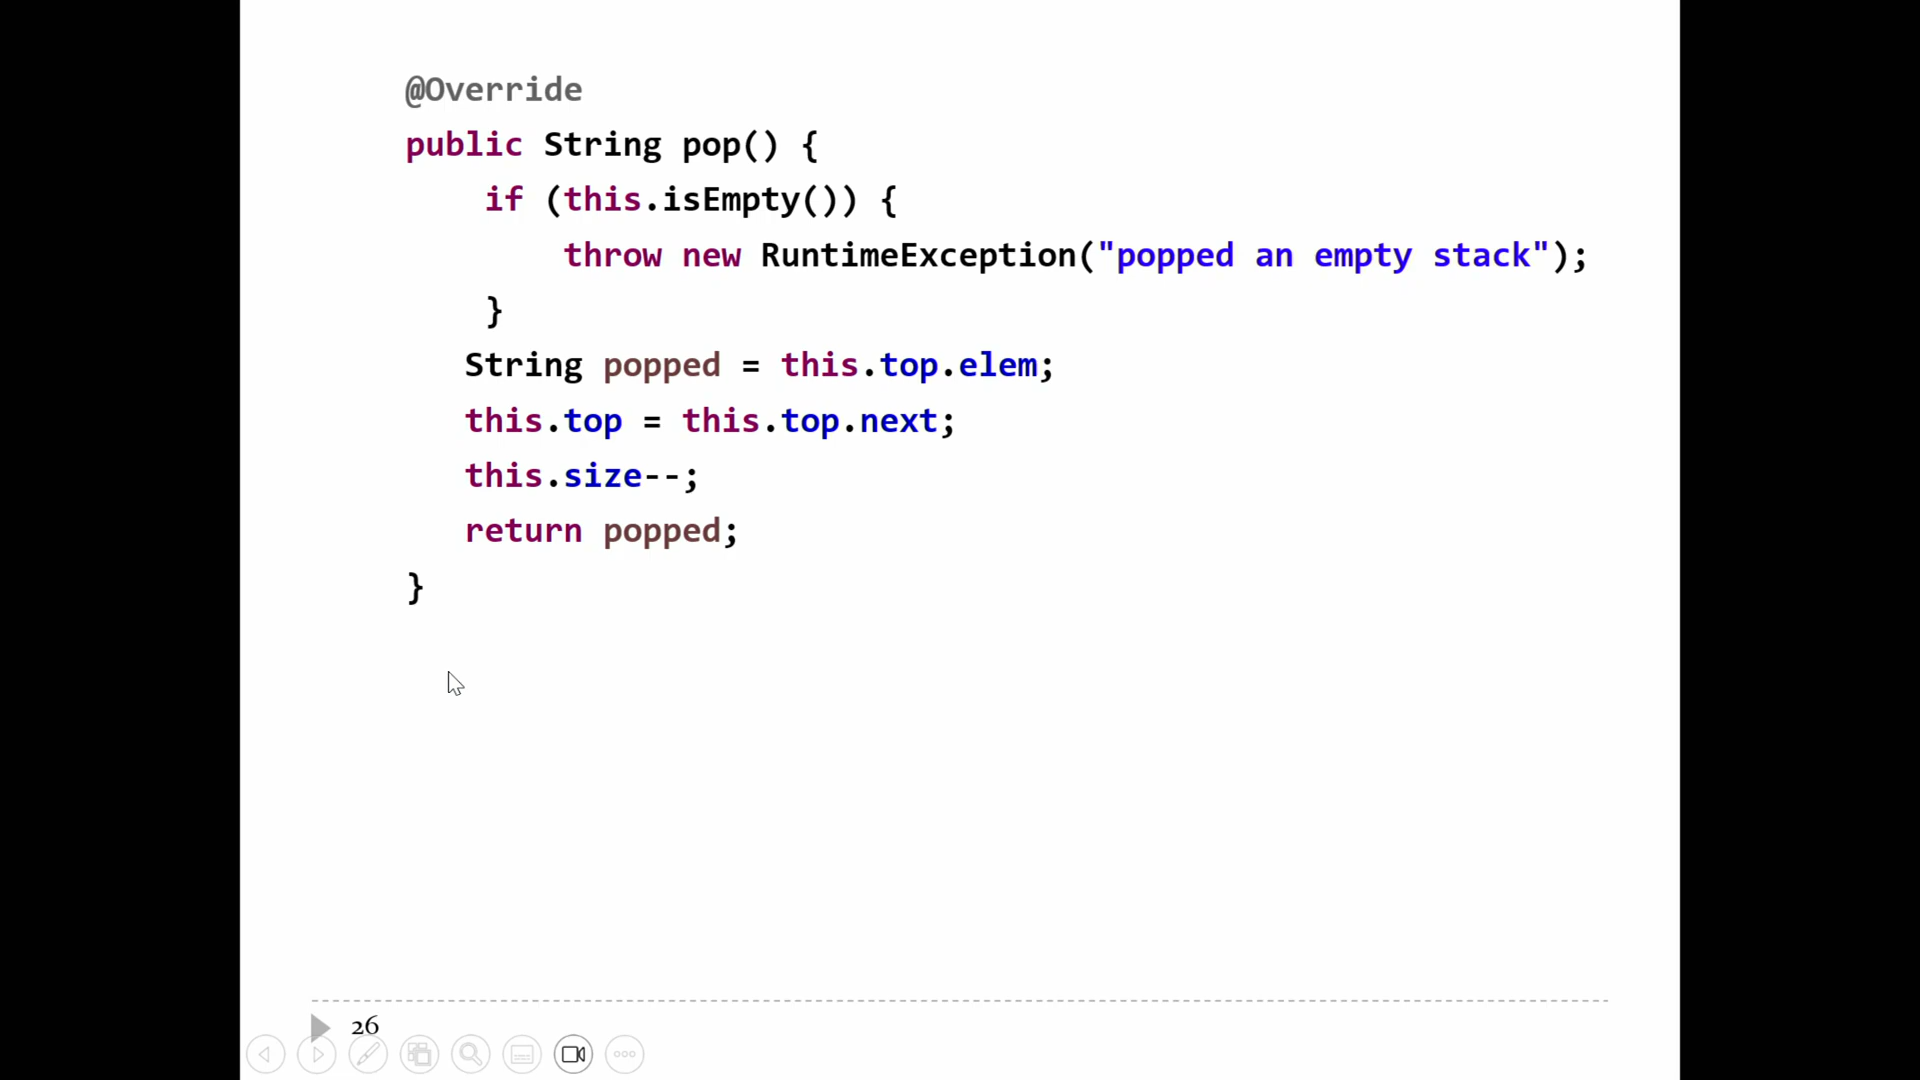 @Override
public String pop() {
if (this.isEmpty()) {
throw new RuntimeException("popped an empty stack");
}
String popped = this.top.elem;
this.top = this.top.next;
this.size--;
return popped;
}
26